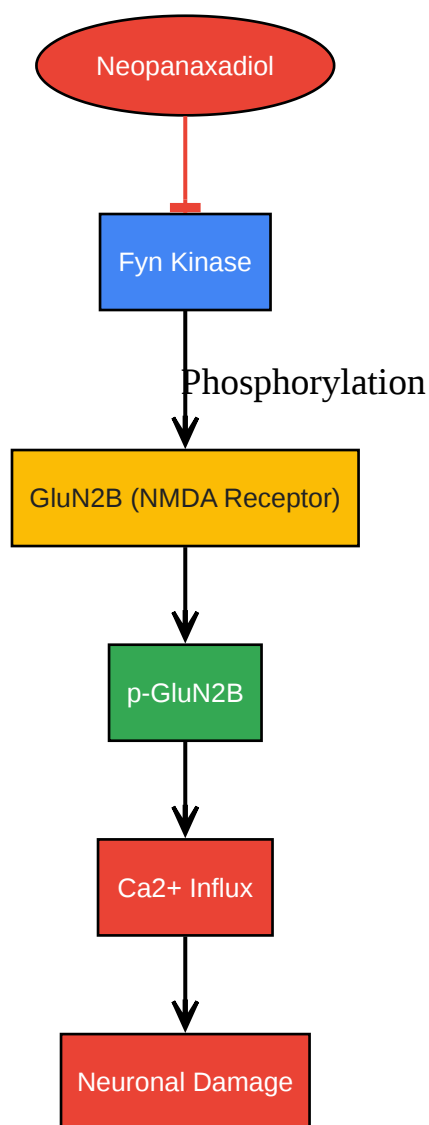 Neopanaxadiol
Fyn Kinase
Phosphorylation
GluN2B (NMDA Receptor)
p-GluN2B
Ca2+ Influx
Neuronal Damage